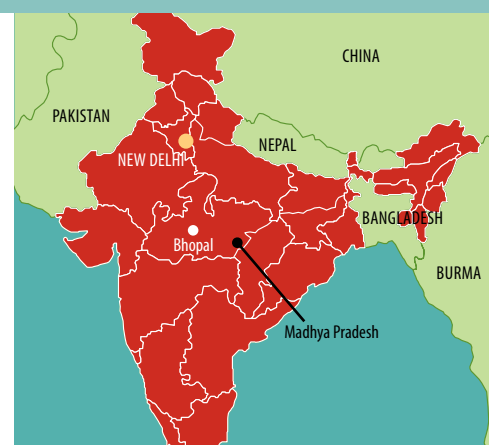 CHINA
PAKISTAN
NEPAL
NEW DELHI
BANGLADESH
Bhopal
BURMA
Madhya Pradesh